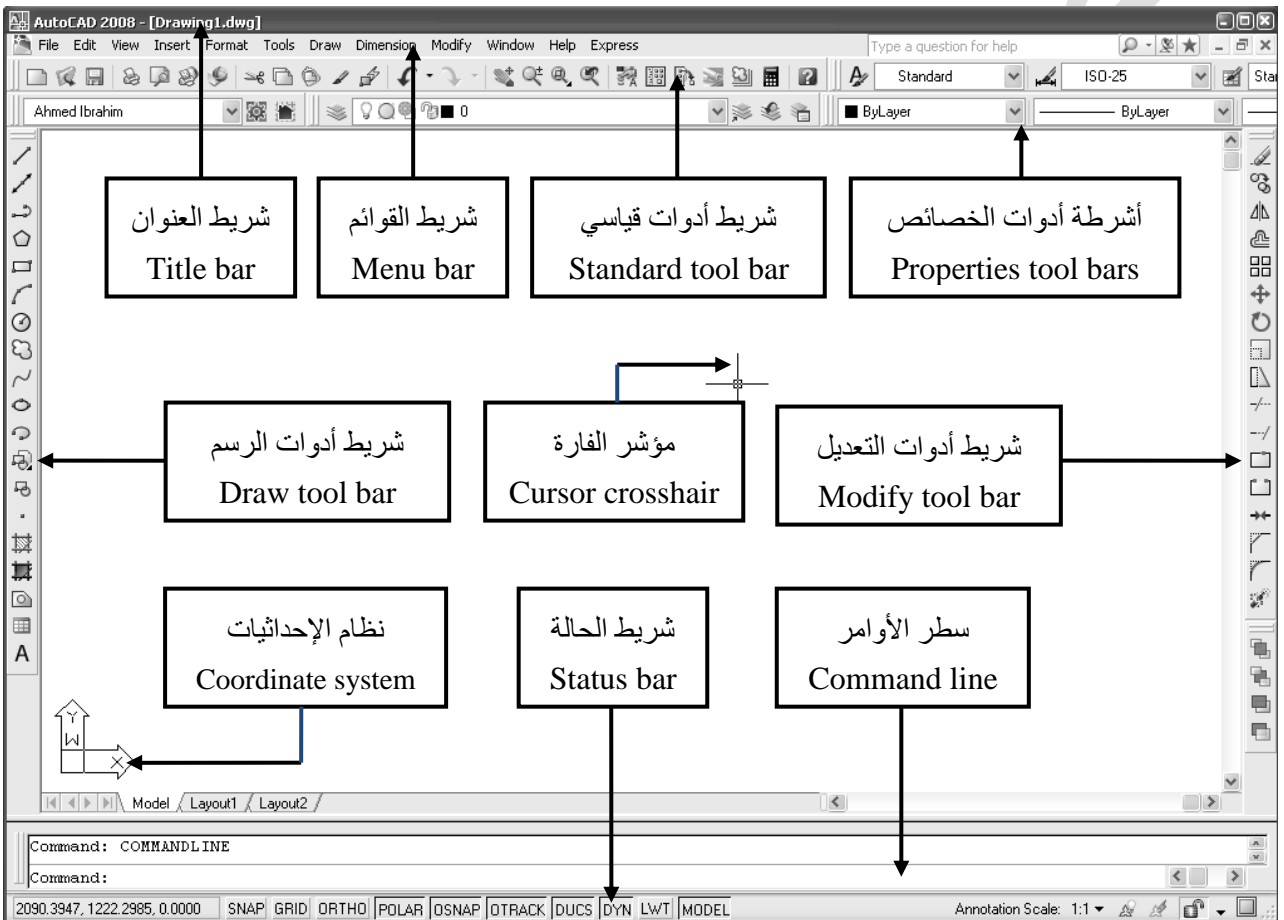 AutoCAD 2008 - [Drawing1.dwg]
File Edit View Insert Format Tools Draw Dimension Modify Window Help Express
Type a question for help
Standard
ISO-25
Ahmed Ibrahim
0
ByLayer
ByLayer
شريط العنوان
Title bar
شريط القوائم
Menu bar
شريط أدوات قياسي
Standard tool bar
أشرطة أدوات الخصائص
Properties tool bars
شريط أدوات الرسم
Draw tool bar
مؤشر الفارة
Cursor crosshair
شريط أدوات التعديل
Modify tool bar
نظام الإحداثيات
Coordinate system
شريط الحالة
Status bar
سطر الأوامر
Command line
A
Y
W
X
Model Layout1 Layout2
Command: COMMANDLINE
Command:
2090.3947, 1222.2985, 0.0000 SNAP GRID ORTHO POLAR OSNAP OTRACK DUCS DYN LWT MODEL Annotation Scale: 1:1